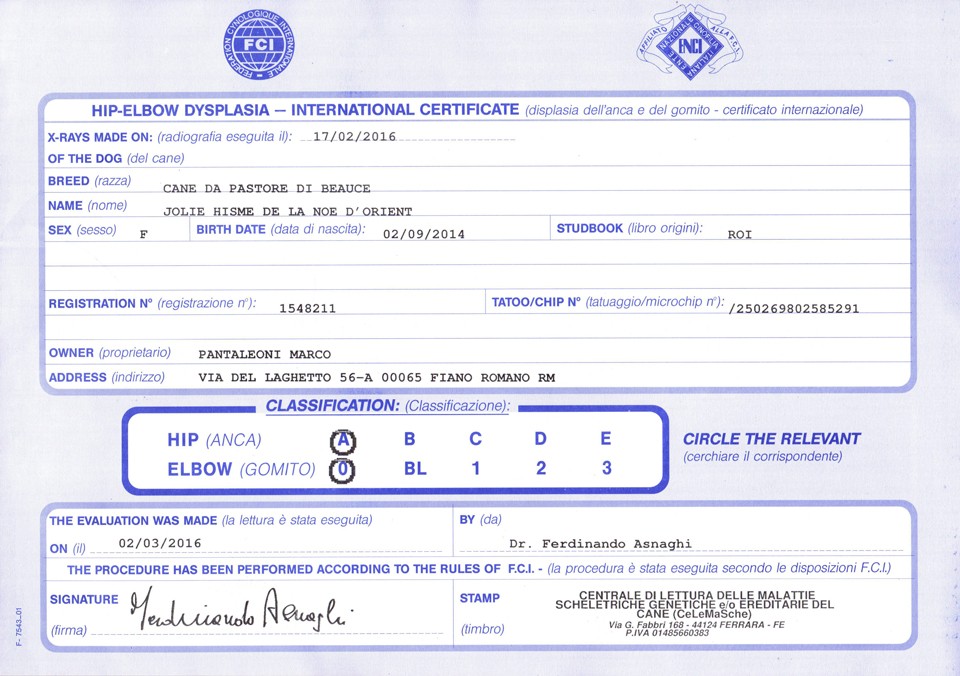 FEDERATION CYNOLOGIQUE INTERNATIONALE
FCI
AFFILIATO ALLA F.C.I.
ENTE NAZIONALE CINOFILIA ITALIANA
ENCI
HIP-ELBOW DYSPLASIA – INTERNATIONAL CERTIFICATE (displasia dell'anca e del gomito - certificato internazionale)
X-RAYS MADE ON: (radiografia eseguita il): 17/02/2016
OF THE DOG (del cane)
BREED (razza) CANE DA PASTORE DI BEAUCE
NAME (nome) JOLIE HISME DE LA NOE D'ORIENT
SEX (sesso) F BIRTH DATE (data di nascita): 02/09/2014 STUDBOOK (libro origini): ROI
REGISTRATION N° (registrazione n°): 1548211 TATOO/CHIP N° (tatuaggio/microchip n°): /250269802585291
OWNER (proprietario) PANTALEONI MARCO
ADDRESS (indirizzo) VIA DEL LAGHETTO 56-A 00065 FIANO ROMANO RM
CLASSIFICATION: (Classificazione):
HIP (ANCA) A B C D E
ELBOW (GOMITO) 0 BL 1 2 3
CIRCLE THE RELEVANT
(cerchiare il corrispondente)
THE EVALUATION WAS MADE (la lettura è stata eseguita) BY (da)
ON (il) 02/03/2016 Dr. Ferdinando Asnaghi
THE PROCEDURE HAS BEEN PERFORMED ACCORDING TO THE RULES OF F.C.I. - (la procedura è stata eseguita secondo le disposizioni F.C.I.)
SIGNATURE Ferdinando Asnaghi
(firma)
STAMP
(timbro)
CENTRALE DI LETTURA DELLE MALATTIE
SCHELETRICHE GENETICHE e/o EREDITARIE DEL
CANE (CeLeMaSche)
Via G. Fabbri 168 - 44124 FERRARA - FE
P.IVA 01485660383
F- 7543-01